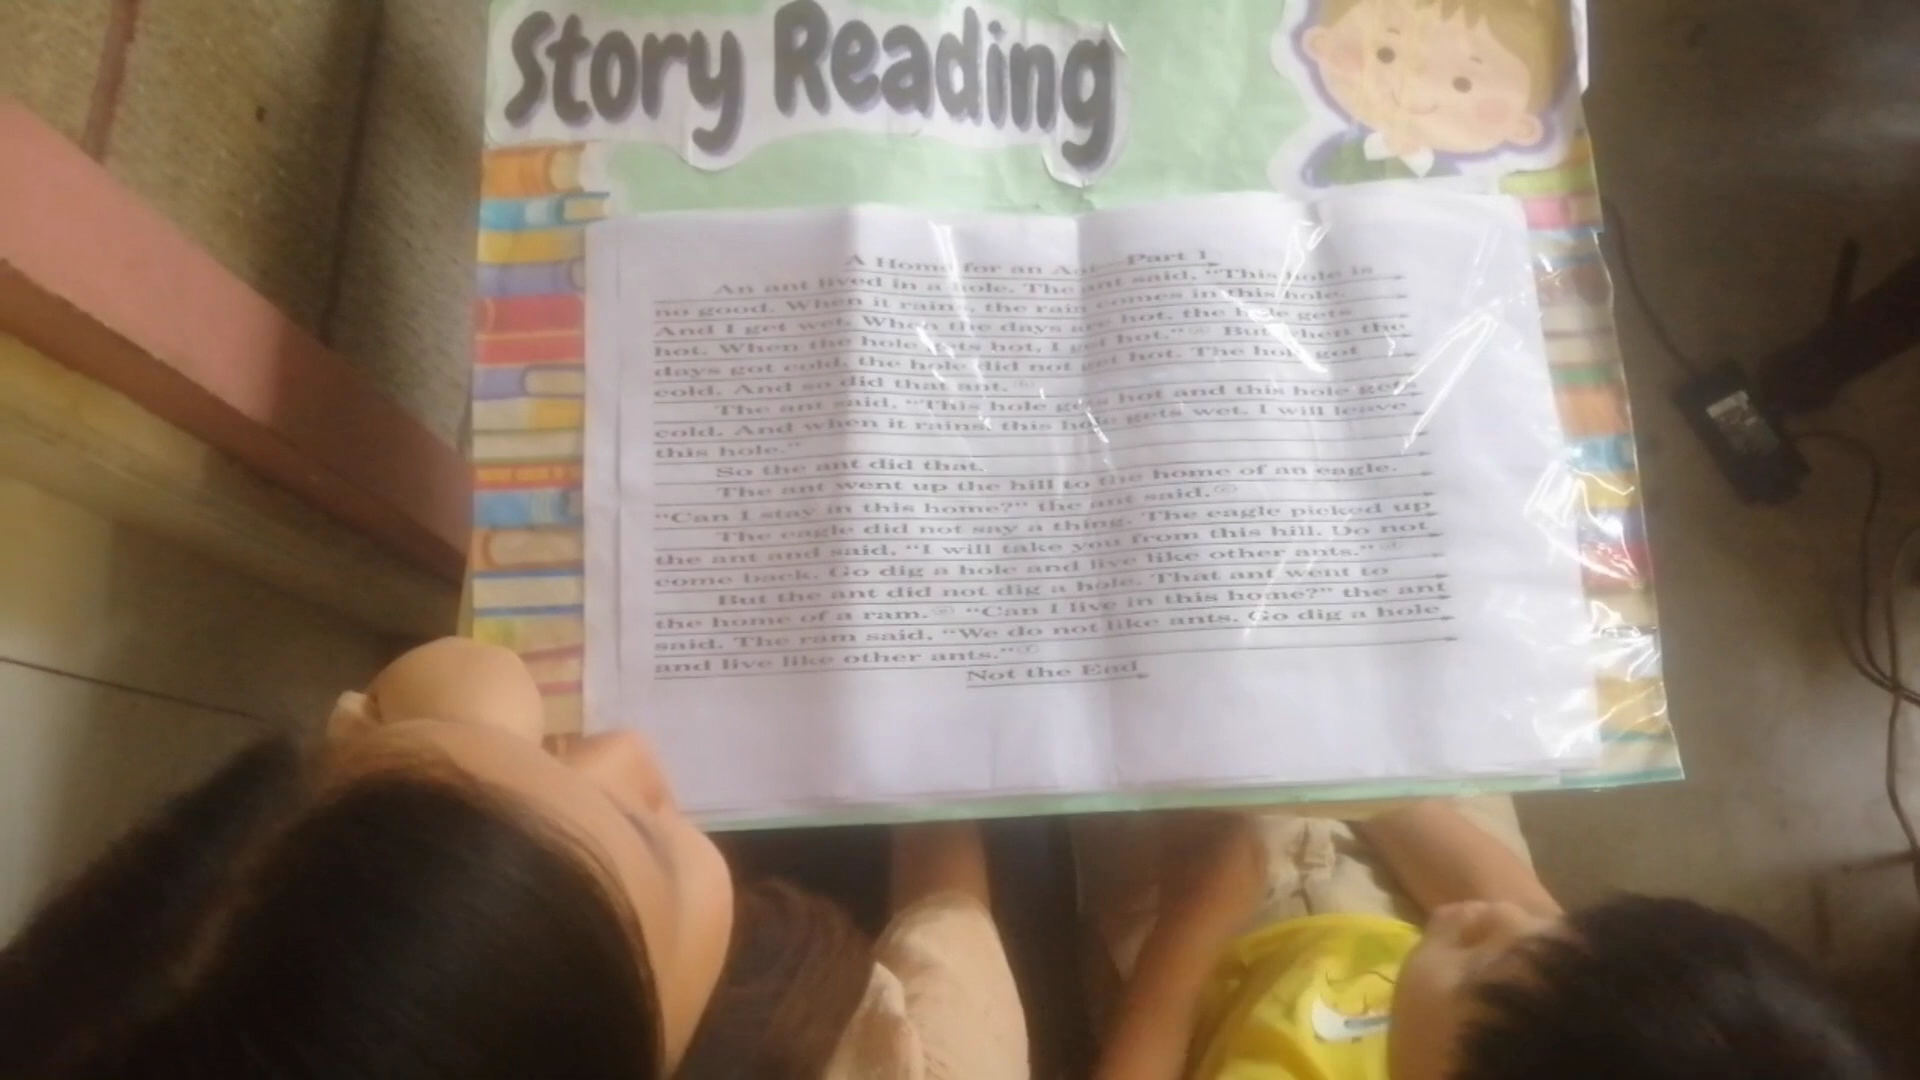 Story Reading
A Home for an Ant—Part 1
An ant lived in a hole. The ant said, "This hole is
no good. When it rains, the rain comes in this hole.
And I get wet. When the days are hot, the hole gets
hot. When the hole gets hot, I get hot." But when the
days got cold, the hole did not get hot. The hole got
cold. And so did that ant.
The ant said, "This hole gets hot and this hole gets
cold. And when it rains, this hole gets wet. I will leave
this hole."
So the ant did that.
The ant went up the hill to the home of an eagle.
"Can I stay in this home?" the ant said.
The eagle did not say a thing. The eagle picked up
the ant and said, "I will take you from this hill. Do not
come back. Go dig a hole and live like other ants."
But the ant did not dig a hole. That ant went to
the home of a ram. "Can I live in this home?" the ant
said. The ram said, "We do not like ants. Go dig a hole
and live like other ants."
Not the End